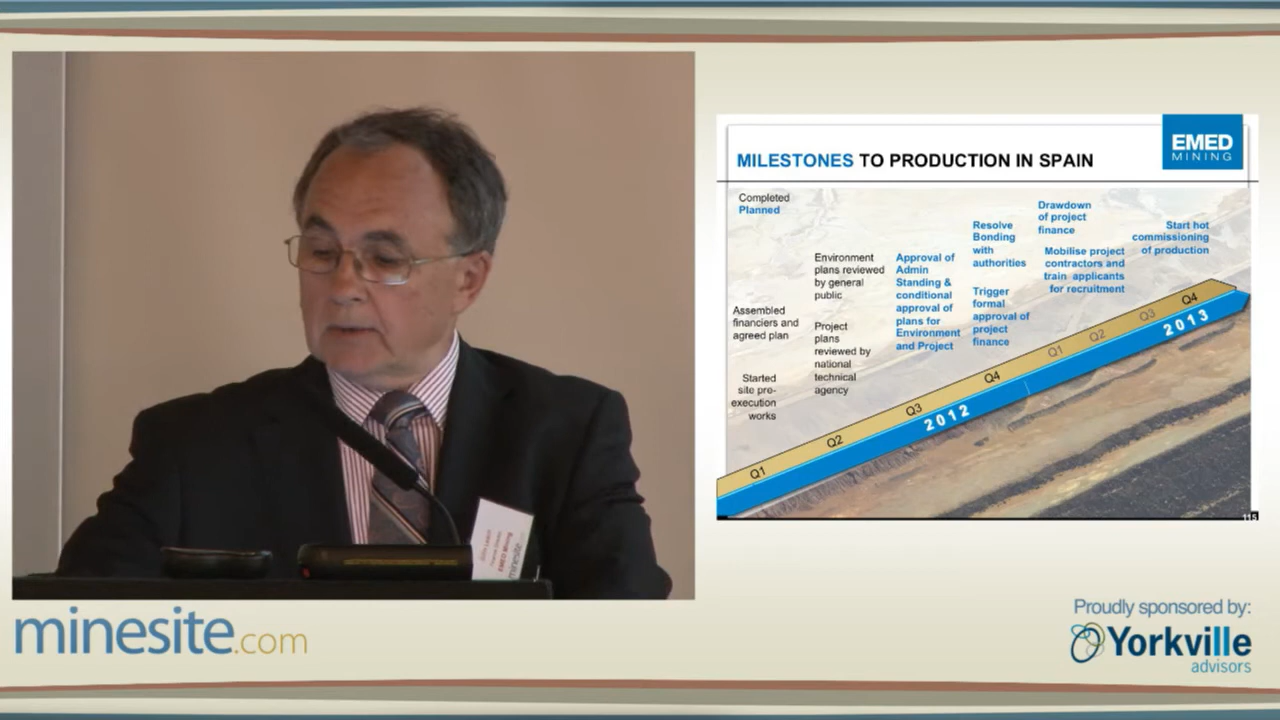 EMED
MINING
MILESTONES TO PRODUCTION IN SPAIN
Completed
Planned
Assembled
financiers and
agreed plan
Started
site pre-
execution
works
Environment
plans reviewed
by general
public
Project
plans
reviewed by
national
technical
agency
Approval of
Admin
Standing &
conditional
approval of
plans for
Environment
and Project
Resolve
Bonding
with
authorities
Trigger
formal
approval of
project
finance
Drawdown
of project
finance
Mobilise project
contractors and
train applicants
for recruitment
Start hot
commissioning
of production
Q1 Q2 Q3 Q4 Q1 Q2 Q3 Q4
2012 2013
115
EMED Mining
minesite
minesite.com
Proudly sponsored by:
Yorkville
advisors